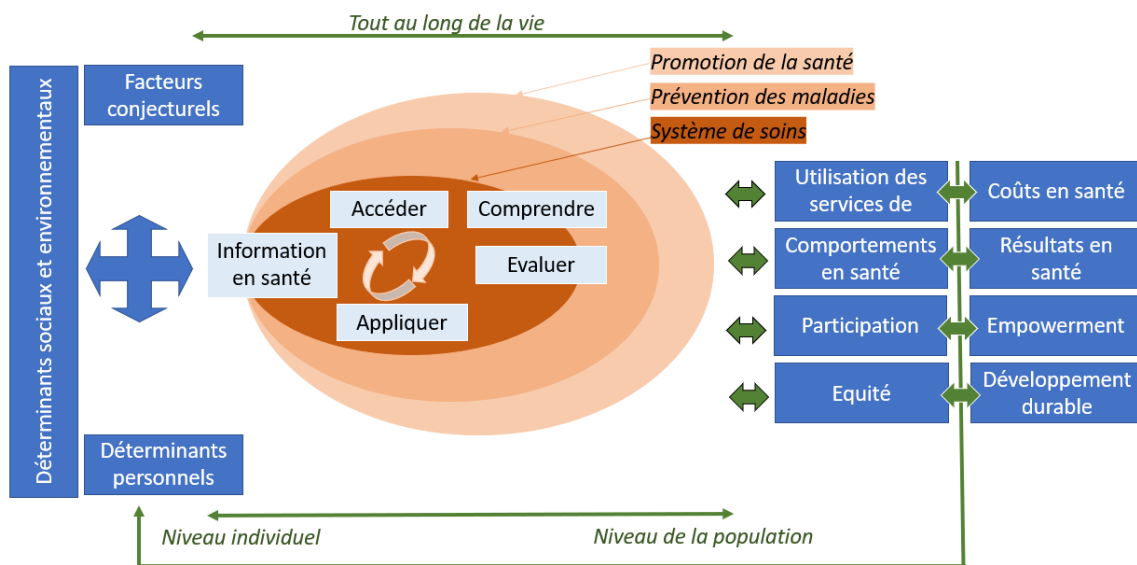 Tout au long de la vie
Déterminants sociaux et environnementaux
Facteurs
conjecturels
Promotion de la santé
Prévention des maladies
Système de soins
Accéder
Comprendre
Information
en santé
Evaluer
Appliquer
Utilisation des
services de
Coûts en santé
Comportements
en santé
Résultats en
santé
Participation
Empowerment
Equité
Développement
durable
Déterminants
personnels
Niveau individuel
Niveau de la population